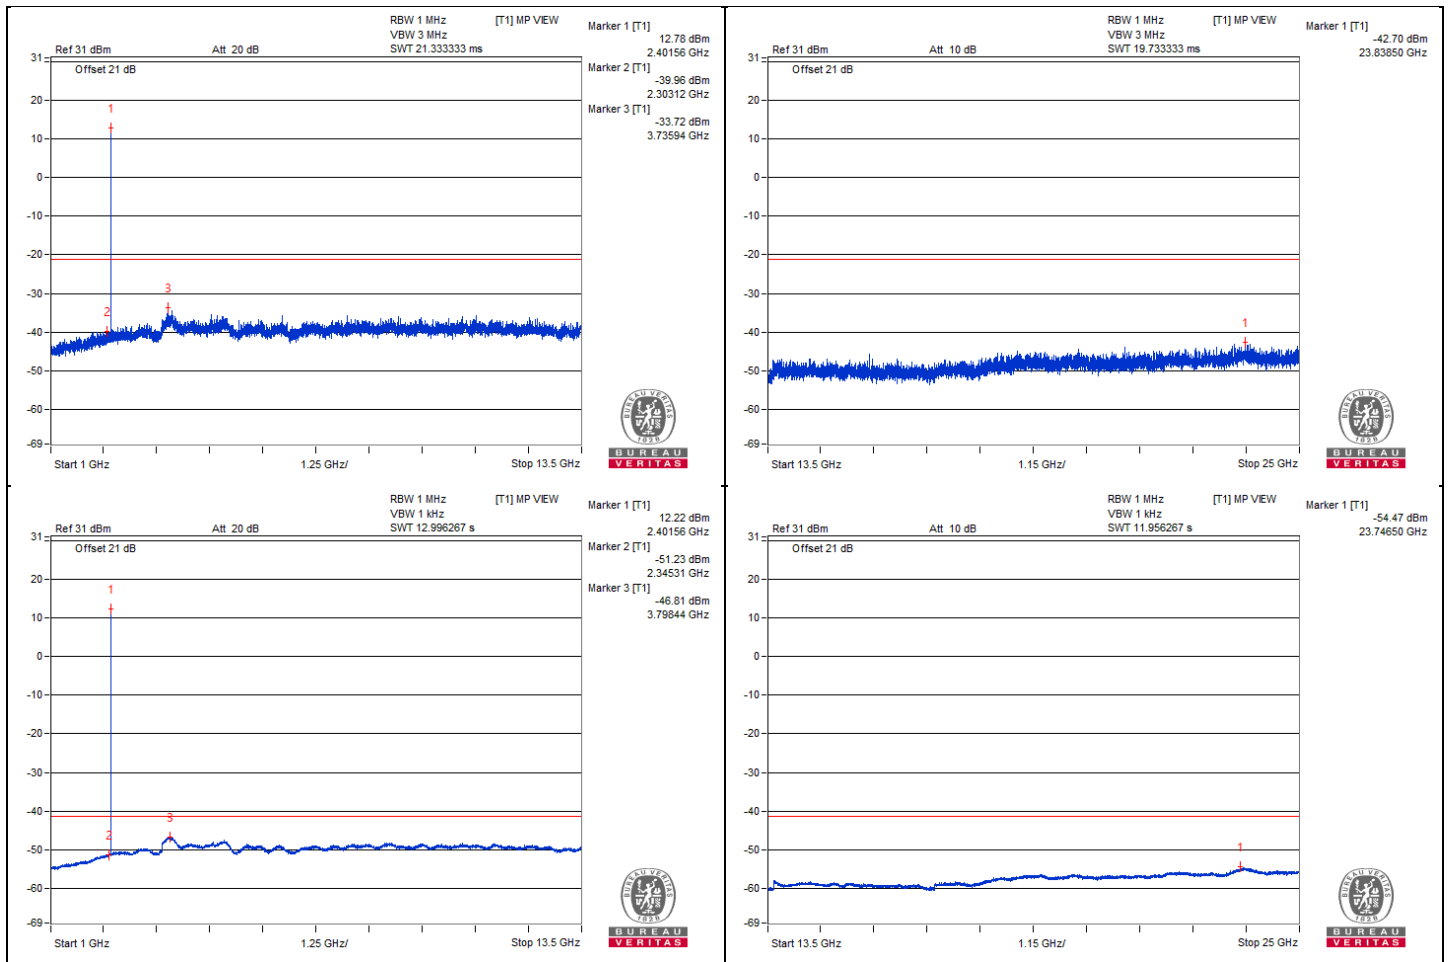 RBW 1 MHz [T1] MP VIEW
VBW 3 MHz
Ref 31 dBm Att 20 dB SWT 21.333333 ms
Marker 1 [T1]
12.78 dBm
2.40156 GHz
Marker 2 [T1]
-39.96 dBm
2.30312 GHz
Marker 3 [T1]
-33.72 dBm
3.73594 GHz
Offset 21 dB
31
20
10
0
-10
-20
-30
-40
-50
-60
-69
1
2
3
Start 1 GHz 1.25 GHz/ Stop 13.5 GHz
BUREAU VERITAS
1828
BUREAU
VERITAS
RBW 1 MHz [T1] MP VIEW
VBW 3 MHz
Ref 31 dBm Att 10 dB SWT 19.733333 ms
Marker 1 [T1]
-42.70 dBm
23.83850 GHz
Offset 21 dB
31
20
10
0
-10
-20
-30
-40
-50
-60
-69
1
Start 13.5 GHz 1.15 GHz/ Stop 25 GHz
BUREAU VERITAS
1828
BUREAU
VERITAS
RBW 1 MHz [T1] MP VIEW
VBW 1 kHz
Ref 31 dBm Att 20 dB SWT 12.996267 s
Marker 1 [T1]
12.22 dBm
2.40156 GHz
Marker 2 [T1]
-51.23 dBm
2.34531 GHz
Marker 3 [T1]
-46.81 dBm
3.79844 GHz
Offset 21 dB
31
20
10
0
-10
-20
-30
-40
-50
-60
-69
1
2
3
Start 1 GHz 1.25 GHz/ Stop 13.5 GHz
BUREAU VERITAS
1828
BUREAU
VERITAS
RBW 1 MHz [T1] MP VIEW
VBW 1 kHz
Ref 31 dBm Att 10 dB SWT 11.956267 s
Marker 1 [T1]
-54.47 dBm
23.74650 GHz
Offset 21 dB
31
20
10
0
-10
-20
-30
-40
-50
-60
-69
1
Start 13.5 GHz 1.15 GHz/ Stop 25 GHz
BUREAU VERITAS
1828
BUREAU
VERITAS